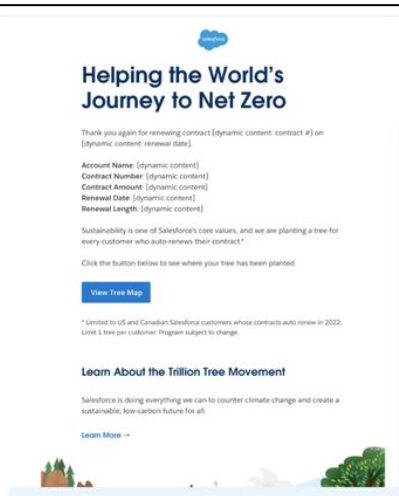 salesforce
Helping the World's
Journey to Net Zero
Thank you again for renewing contract [dynamic content: contract #] on
[dynamic content: renewal date].
Account Name: [dynamic content]
Contract Number: [dynamic content]
Contract Amount: [dynamic content]
Renewal Date: [dynamic content]
Renewal Length: [dynamic content]
Sustainability is one of Salesforce's core values, and we are planting a tree for
every customer who auto-renews their contract.*
Click the button below to see where your tree has been planted.
View Tree Map
* Limited to US and Canadian Salesforce customers whose contracts auto renew in 2022.
Limit 1 tree per customer. Program subject to change.
Learn About the Trillion Tree Movement
Salesforce is doing everything we can to counter climate change and create a
sustainable, low-carbon future for all.
Learn More →